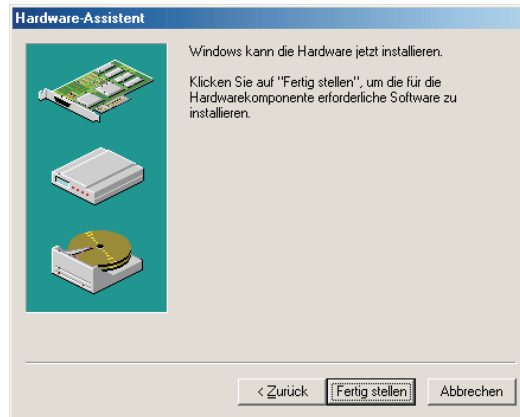 Hardware-Assistent
Windows kann die Hardware jetzt installieren.
Klicken Sie auf "Fertig stellen", um die für die
Hardwarekomponente erforderliche Software zu
installieren.
< Zurück Fertig stellen Abbrechen